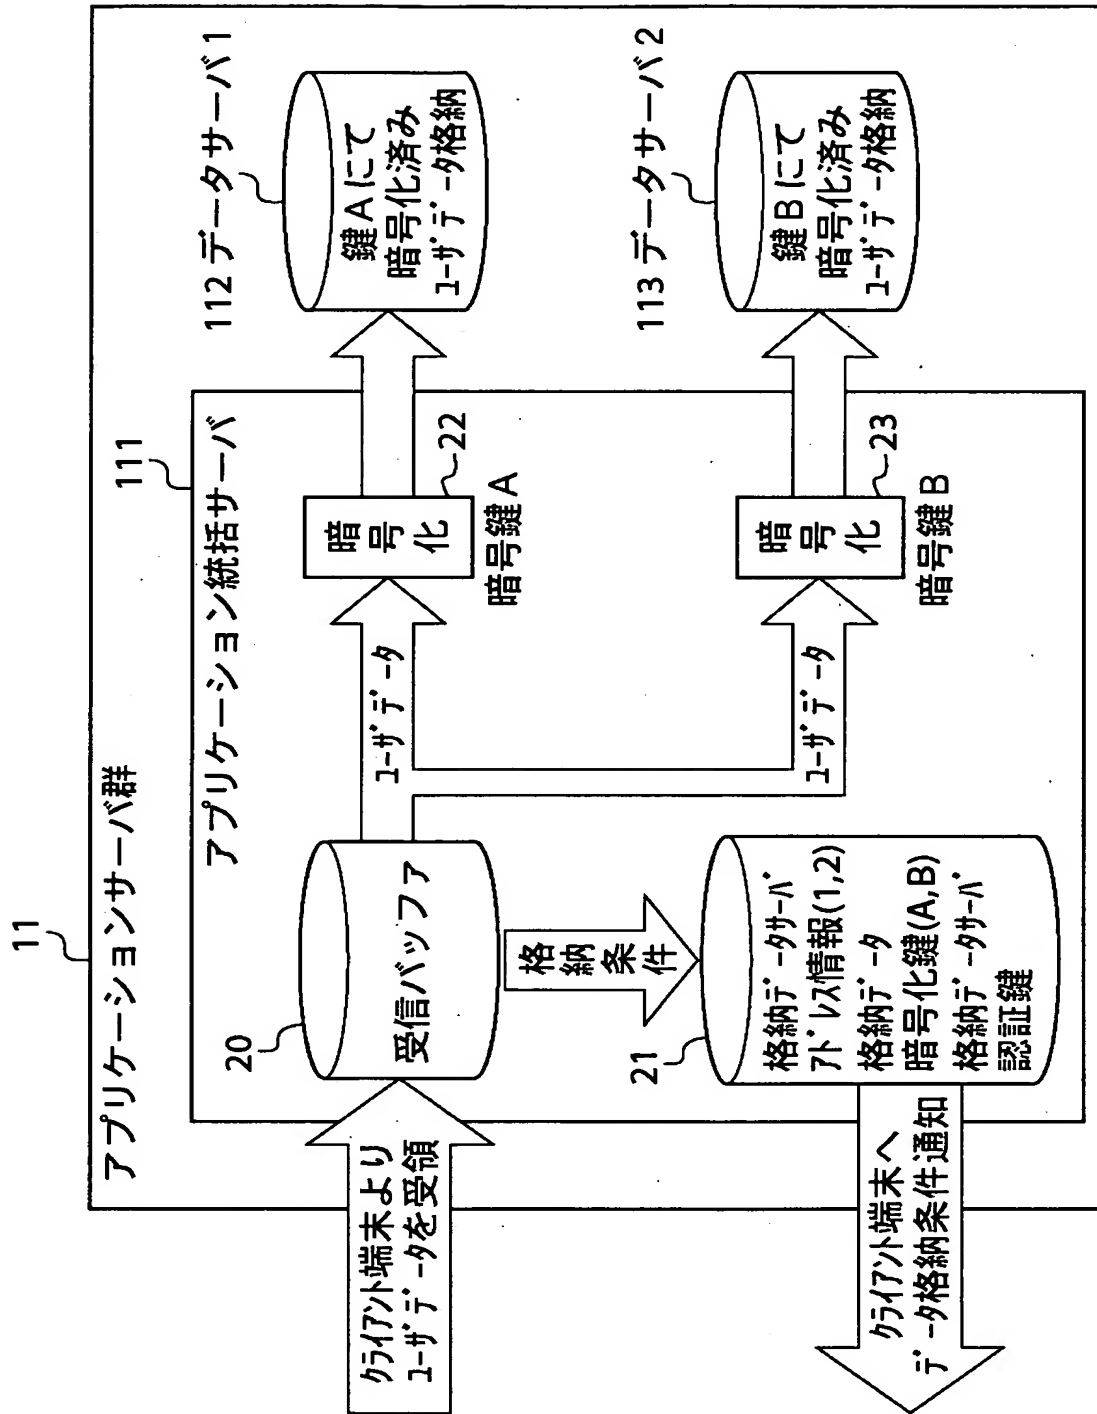 11
アプリケーションサーバ群
111
アプリケーション統括サーバ
クライアント端末より
ユーザデータを受領
20
受信バッファ
ユーザデータ
暗号化
22
暗号鍵A
112 データサーバ1
鍵Aにて
暗号化済み
ユーザデータ格納
格納条件
ユーザデータ
暗号化
23
暗号鍵B
113 データサーバ2
鍵Bにて
暗号化済み
ユーザデータ格納
21
格納データサーバ
アドレス情報(1,2)
格納データ
暗号化鍵(A,B)
格納データサーバ
認証鍵
クライアント端末へ
データ格納条件通知